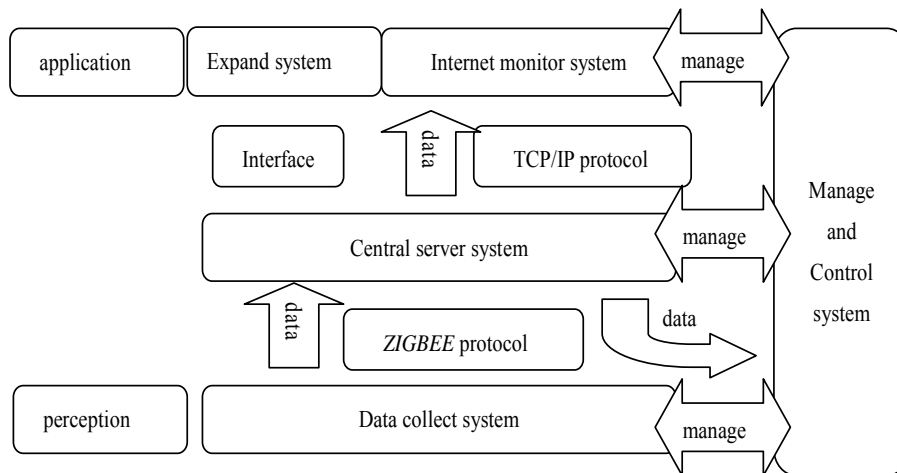 application
Expand system
Internet monitor system
manage
Interface
data
TCP/IP protocol
Manage
and
Control
system
Central server system
manage
data
ZIGBEE protocol
data
perception
Data collect system
manage